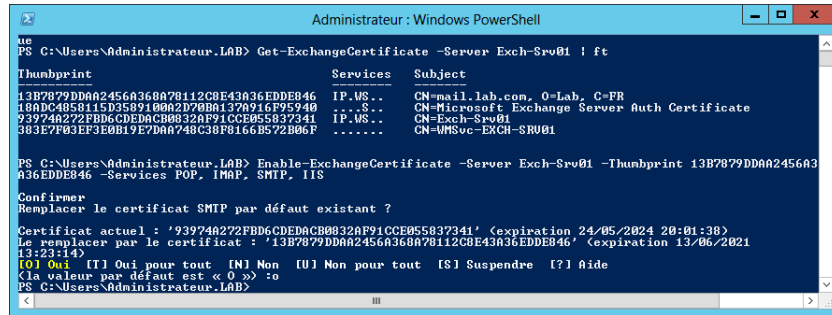 Administrateur : Windows PowerShell
ue
PS C:\Users\Administrateur.LAB> Get-ExchangeCertificate -Server Exch-Srv01 | ft
Thumbprint Services Subject
---------- -------- -------
13B7879DDAA2456A368A78112C8E43A36EDDE846 IP.WS.. CN=mail.lab.com, O=Lab, C=FR
18ADC4858115D3589100A2D70BA137A916F95940 ....S.. CN=Microsoft Exchange Server Auth Certificate
93974A272FBD6CDEDACB0832AF91CCE055837341 IP.WS.. CN=Exch-Srv01
383E7F03EF3E0B19E7DAA748C38F8166B572B06F ....... CN=WMSvc-EXCH-SRV01
PS C:\Users\Administrateur.LAB> Enable-ExchangeCertificate -Server Exch-Srv01 -Thumbprint 13B7879DDAA2456A3
A36EDDE846 -Services POP, IMAP, SMTP, IIS
Confirmer
Remplacer le certificat SMTP par défaut existant ?
Certificat actuel : '93974A272FBD6CDEDACB0832AF91CCE055837341' (expiration 24/05/2024 20:01:38)
Le remplacer par le certificat : '13B7879DDAA2456A368A78112C8E43A36EDDE846' (expiration 13/06/2021
13:23:14)
[O] Oui [T] Oui pour tout [N] Non [U] Non pour tout [S] Suspendre [?] Aide
(la valeur par défaut est « O ») :o
PS C:\Users\Administrateur.LAB>